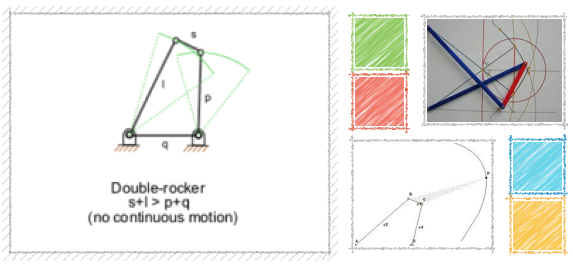 s
l
p
q
Double-rocker
s+l > p+q
(no continuous motion)